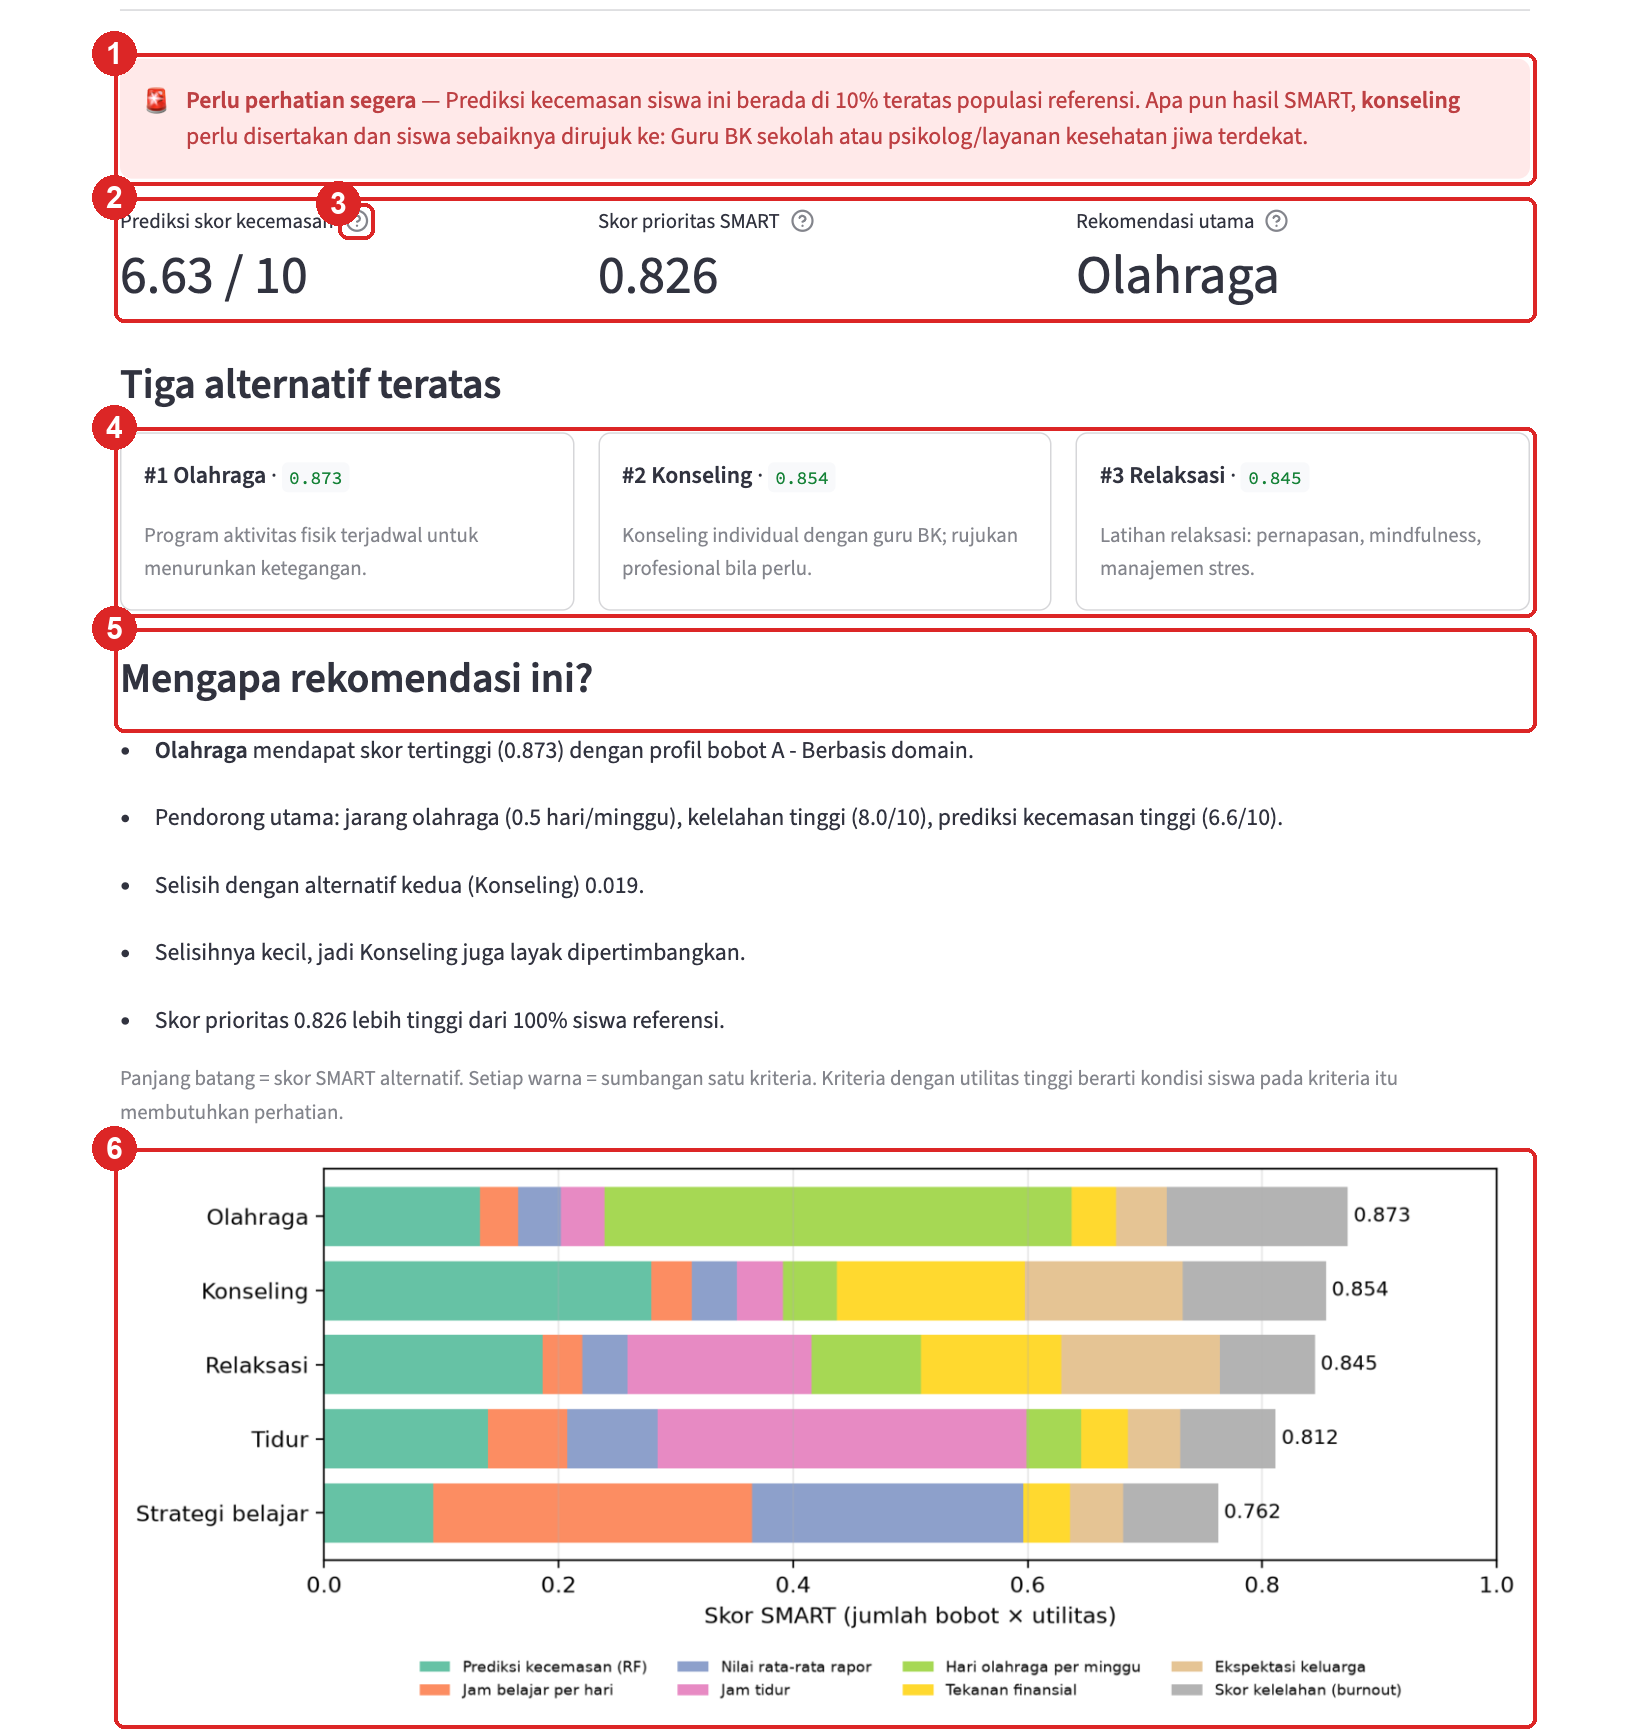 1
🚨 Perlu perhatian segera — Prediksi kecemasan siswa ini berada di 10% teratas populasi referensi. Apa pun hasil SMART, konseling
perlu disertakan dan siswa sebaiknya dirujuk ke: Guru BK sekolah atau psikolog/layanan kesehatan jiwa terdekat.
2
3
Prediksi skor kecemasan ?
6.63 / 10
Skor prioritas SMART ?
0.826
Rekomendasi utama ?
Olahraga
Tiga alternatif teratas
4
#1 Olahraga · 0.873
Program aktivitas fisik terjadwal untuk
menurunkan ketegangan.
#2 Konseling · 0.854
Konseling individual dengan guru BK; rujukan
profesional bila perlu.
#3 Relaksasi · 0.845
Latihan relaksasi: pernapasan, mindfulness,
manajemen stres.
5
Mengapa rekomendasi ini?
• Olahraga mendapat skor tertinggi (0.873) dengan profil bobot A - Berbasis domain.
• Pendorong utama: jarang olahraga (0.5 hari/minggu), kelelahan tinggi (8.0/10), prediksi kecemasan tinggi (6.6/10).
• Selisih dengan alternatif kedua (Konseling) 0.019.
• Selisihnya kecil, jadi Konseling juga layak dipertimbangkan.
• Skor prioritas 0.826 lebih tinggi dari 100% siswa referensi.
Panjang batang = skor SMART alternatif. Setiap warna = sumbangan satu kriteria. Kriteria dengan utilitas tinggi berarti kondisi siswa pada kriteria itu
membutuhkan perhatian.
6
Olahraga 0.873
Konseling 0.854
Relaksasi 0.845
Tidur 0.812
Strategi belajar 0.762
0.0 0.2 0.4 0.6 0.8 1.0
Skor SMART (jumlah bobot × utilitas)
Prediksi kecemasan (RF) Nilai rata-rata rapor Hari olahraga per minggu Ekspektasi keluarga
Jam belajar per hari Jam tidur Tekanan finansial Skor kelelahan (burnout)